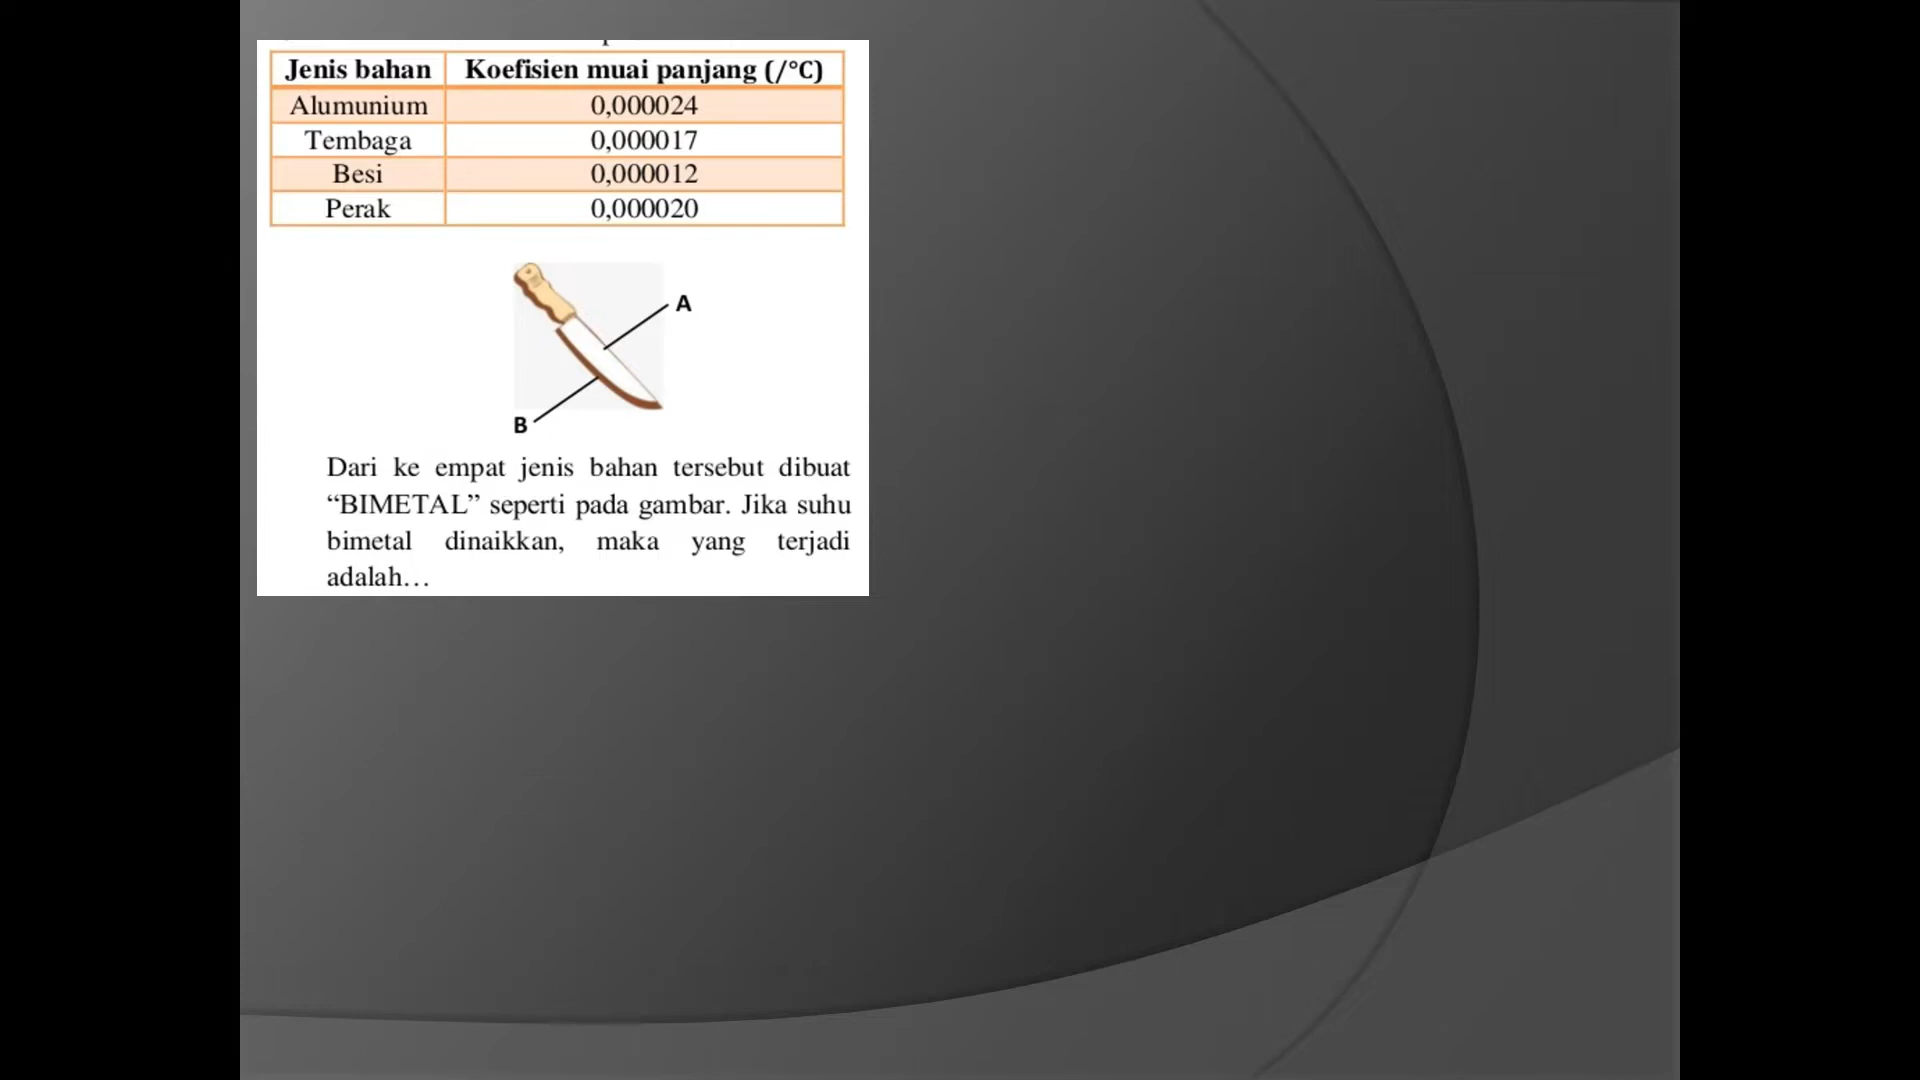 Jenis bahan Koefisien muai panjang (/°C)
Alumunium 0,000024
Tembaga 0,000017
Besi 0,000012
Perak 0,000020
A
B
Dari ke empat jenis bahan tersebut dibuat
“BIMETAL” seperti pada gambar. Jika suhu
bimetal dinaikkan, maka yang terjadi
adalah…